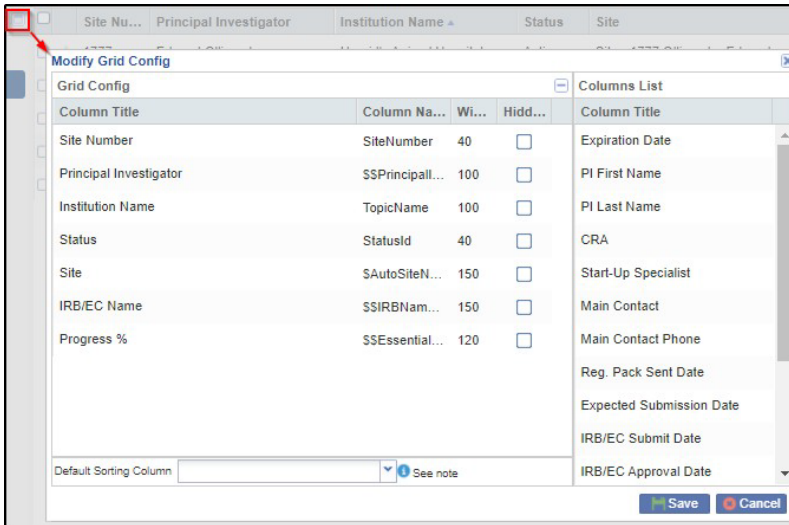 Site Nu... Principal Investigator Institution Name Status Site
Modify Grid Config
Grid Config Columns List
Column Title Column Na... Wi... Hidd... Column Title
Site Number SiteNumber 40 Expiration Date
Principal Investigator $$Principall... 100 PI First Name
Institution Name TopicName 100 PI Last Name
Status StatusId 40 CRA
Site $AutoSiteN... 150 Start-Up Specialist
IRB/EC Name $$IRBNam... 150 Main Contact
Progress % $$Essential... 120 Main Contact Phone
Reg. Pack Sent Date
Expected Submission Date
IRB/EC Submit Date
Default Sorting Column See note IRB/EC Approval Date
Save Cancel